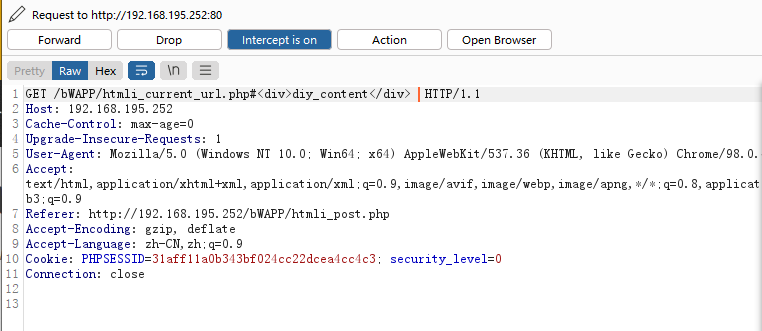 Request to http://192.168.195.252:80
Forward Drop Intercept is on Action Open Browser
Pretty Raw Hex \n
1 GET /bWAPP/htmli_current_url.php#<div>diy_content</div> HTTP/1.1
2 Host: 192.168.195.252
3 Cache-Control: max-age=0
4 Upgrade-Insecure-Requests: 1
5 User-Agent: Mozilla/5.0 (Windows NT 10.0; Win64; x64) AppleWebKit/537.36 (KHTML, like Gecko) Chrome/98.0.
6 Accept:
text/html,application/xhtml+xml,application/xml;q=0.9,image/avif,image/webp,image/apng,*/*;q=0.8,applicat
b3;q=0.9
7 Referer: http://192.168.195.252/bWAPP/htmli_post.php
8 Accept-Encoding: gzip, deflate
9 Accept-Language: zh-CN,zh;q=0.9
10 Cookie: PHPSESSID=31aff11a0b343bf024cc22dcea4cc4c3; security_level=0
11 Connection: close
12
13